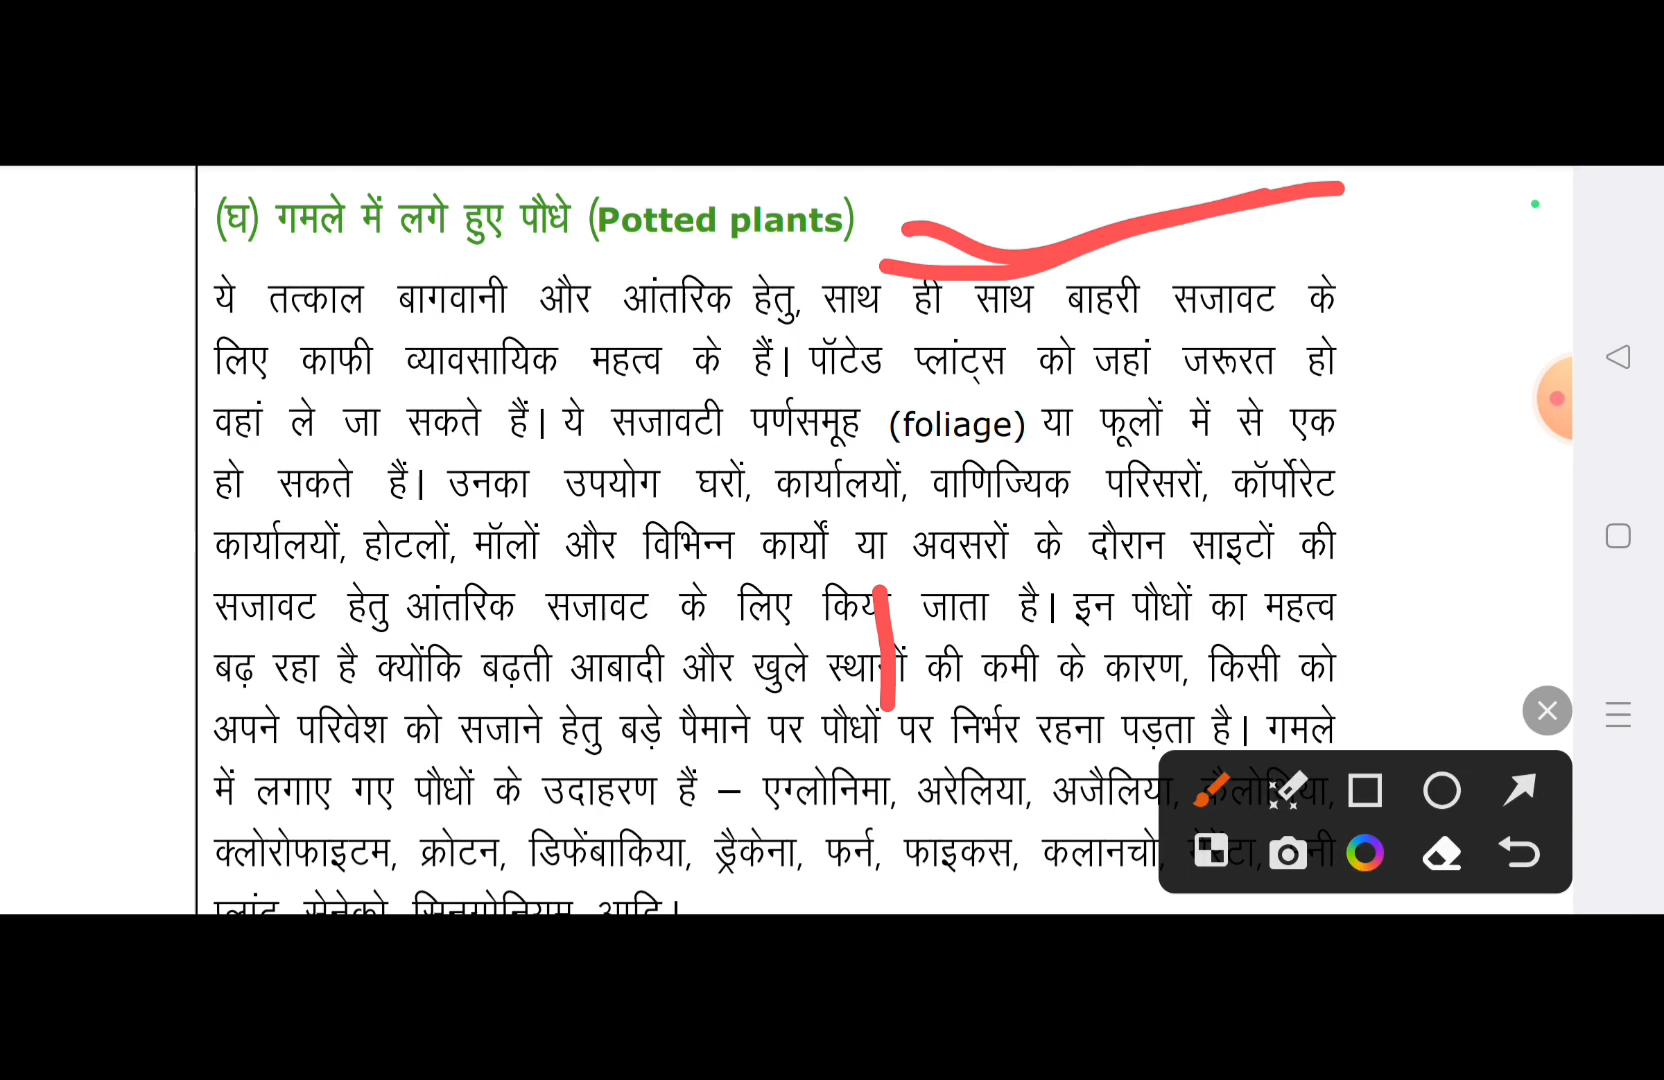 (घ) गमले में लगे हुए पौधे (Potted plants)
ये तत्काल बागवानी और आंतरिक हेतु, साथ ही साथ बाहरी सजावट के
लिए काफी व्यावसायिक महत्व के हैं। पॉटेड प्लांट्स को जहां जरूरत हो
वहां ले जा सकते हैं। ये सजावटी पर्णसमूह (foliage) या फूलों में से एक
हो सकते हैं। उनका उपयोग घरों, कार्यालयों, वाणिज्यिक परिसरों, कॉर्पोरेट
कार्यालयों, होटलों, मॉलों और विभिन्न कार्यों या अवसरों के दौरान साइटों की
सजावट हेतु आंतरिक सजावट के लिए किया जाता है। इन पौधों का महत्व
बढ़ रहा है क्योंकि बढ़ती आबादी और खुले स्थानों की कमी के कारण, किसी को
अपने परिवेश को सजाने हेतु बड़े पैमाने पर पौधों पर निर्भर रहना पड़ता है। गमले
में लगाए गए पौधों के उदाहरण हैं – एग्लोनिमा, अरेलिया, अजैलिया,
क्लोरोफाइटम, क्रोटन, डिफेंबाकिया, ड्रैकेना, फर्न, फाइकस, कलानचो,